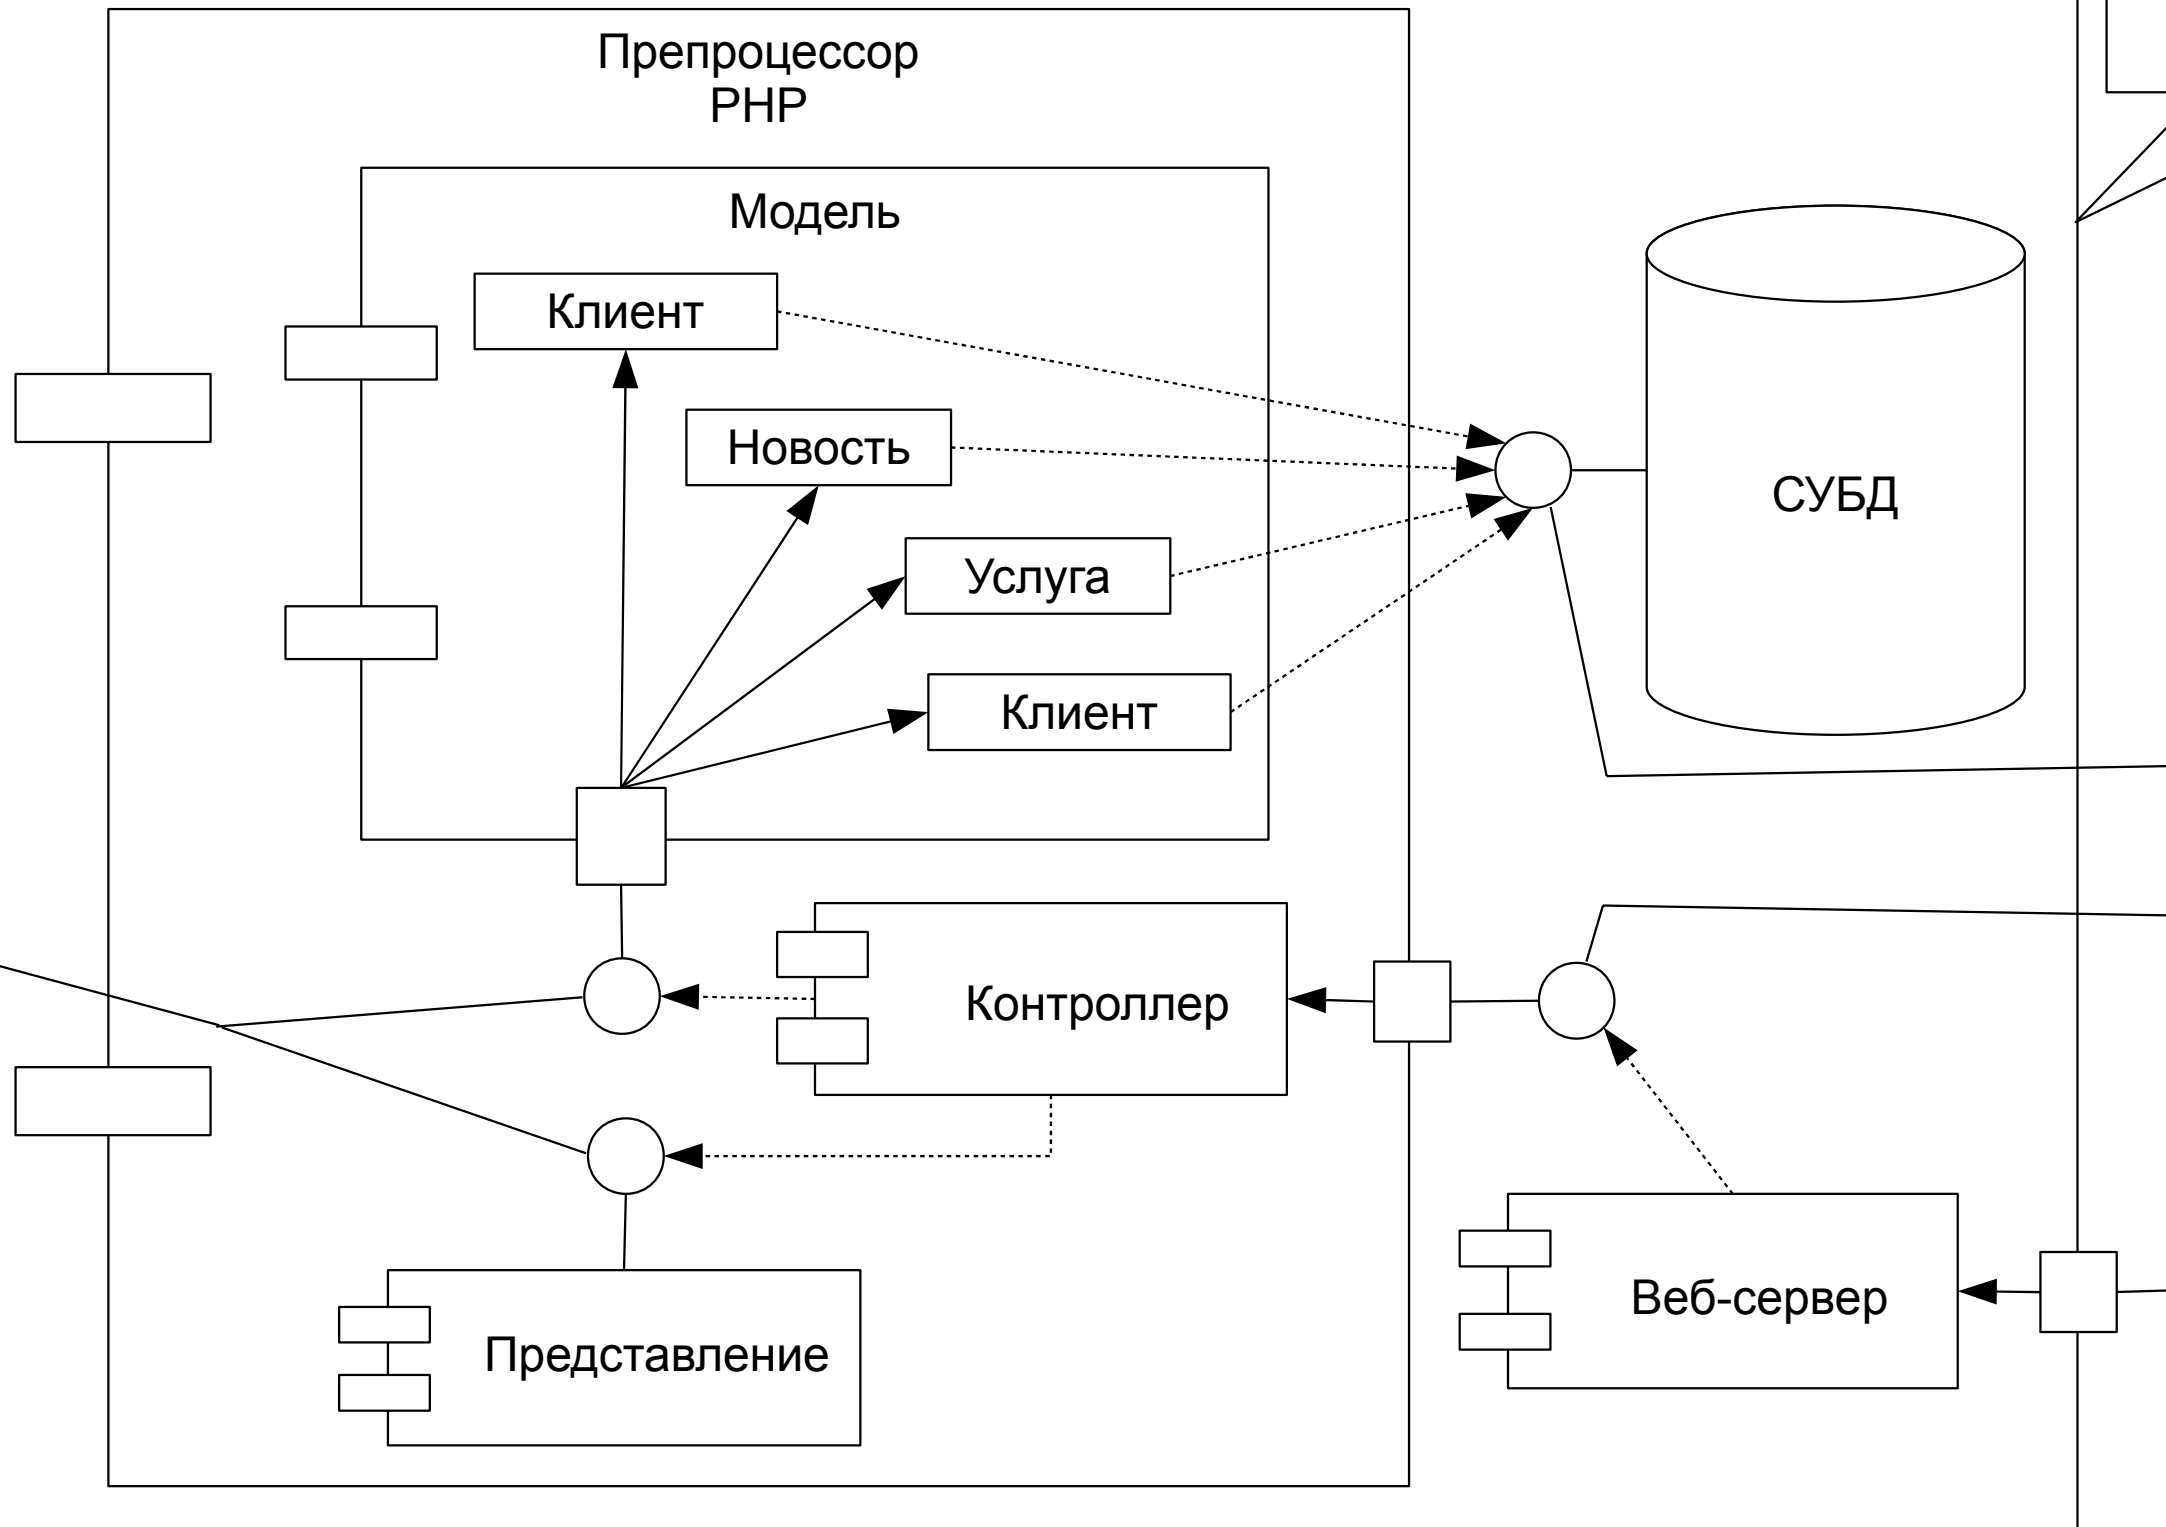 Препроцессор
PHP
Модель
Клиент
Новость
Услуга
Клиент
СУБД
Контроллер
Веб-сервер
Представление